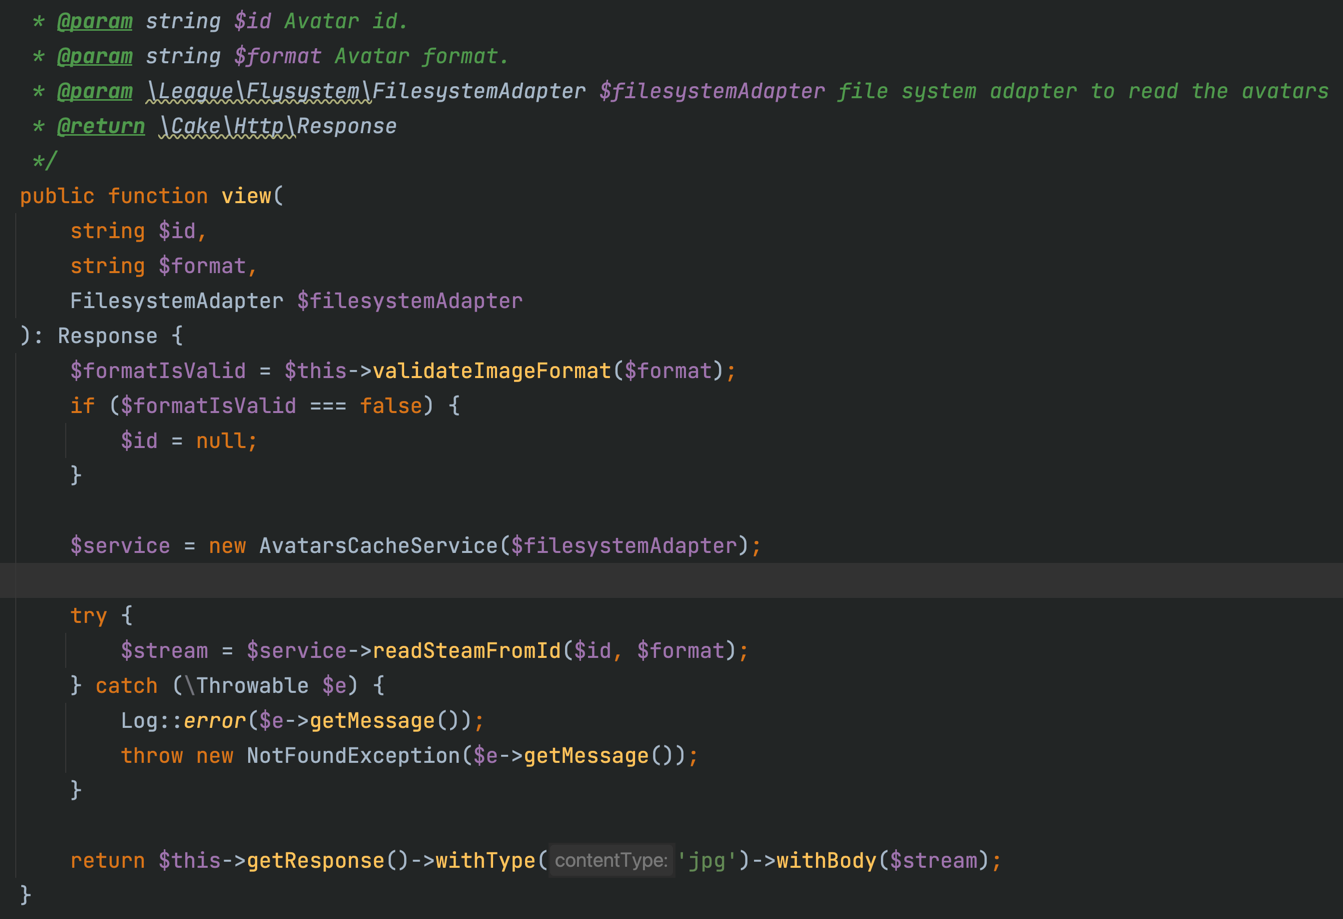 * @param string $id Avatar id.
* @param string $format Avatar format.
* @param \League\Flysystem\FilesystemAdapter $filesystemAdapter file system adapter to read the avatars
* @return \Cake\Http\Response
*/
public function view(
string $id,
string $format,
FilesystemAdapter $filesystemAdapter
): Response {
$formatIsValid = $this->validateImageFormat($format);
if ($formatIsValid === false) {
$id = null;
}
$service = new AvatarsCacheService($filesystemAdapter);
try {
$stream = $service->readSteamFromId($id, $format);
} catch (\Throwable $e) {
Log::error($e->getMessage());
throw new NotFoundException($e->getMessage());
}
return $this->getResponse()->withType( contentType: 'jpg')->withBody($stream);
}